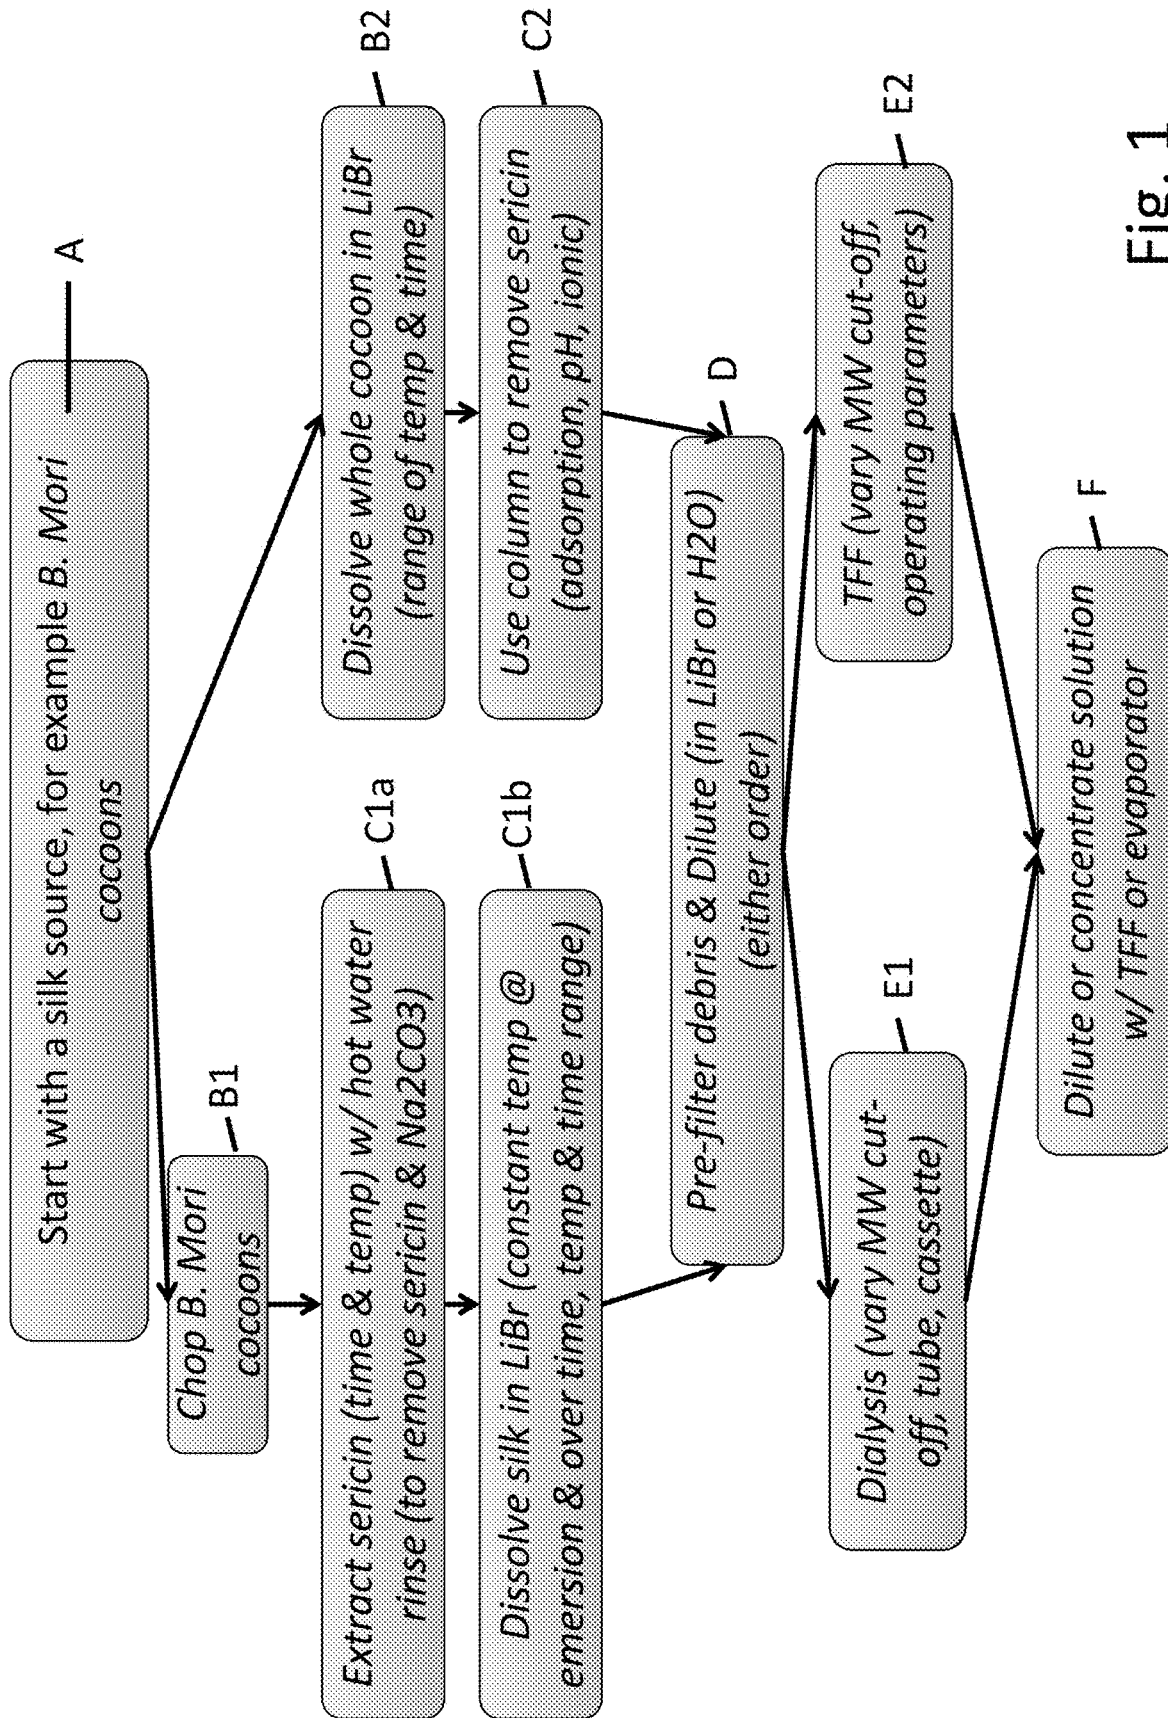 Start with a silk source, for example B. Mori
cocoons
A
Chop B. Mori
cocoons
B1
Extract sericin (time & temp) w/ hot water
rinse (to remove sericin & Na2CO3)
C1a
Dissolve silk in LiBr (constant temp @
emersion & over time, temp & time range)
C1b
Dissolve whole cocoon in LiBr
(range of temp & time)
B2
Use column to remove sericin
(adsorption, pH, ionic)
C2
Pre-filter debris & Dilute (in LiBr or H2O)
(either order)
D
Dialysis (vary MW cut-
off, tube, cassette)
E1
TFF (vary MW cut-off,
operating parameters)
E2
Dilute or concentrate solution
w/ TFF or evaporator
F
Fig. 1